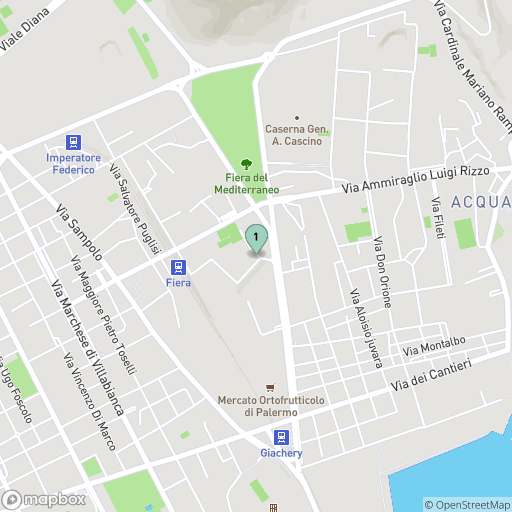 Viale Diana
Via Cardinale Mariano Ramp
Caserna Gen.
A. Cascino
Imperatore
Federico
Fiera del
Mediterraneo
Via Ammiraglio Luigi Rizzo
Via Salvatore Puglisi
ACQUA
Via Fileti
Via Sampolo
1
Via Don Orione
Fiera
Via Maggiore Pietro Toselli
Via Marchese di Villabianca
Via Aloisio juvara
Via Montalbo
Via Vincenzo Di Marco
Via Ugo Foscolo
Via dei Cantieri
Mercato Ortofrutticolo
di Palermo
Giachery
mapbox
© OpenStreetMap